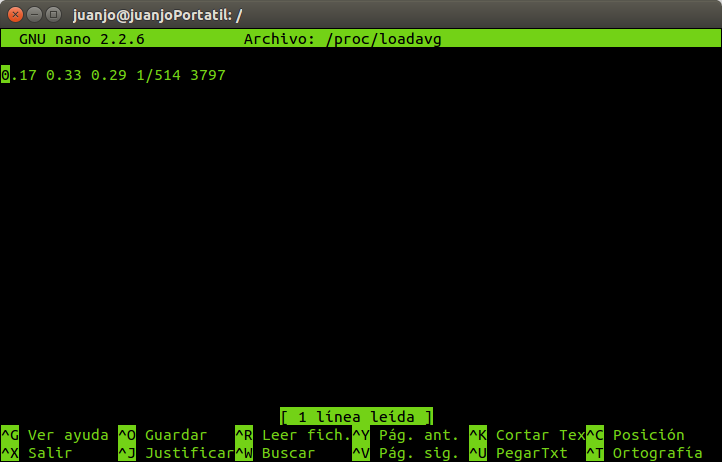 juanjo@juanjoPortatil: /
GNU nano 2.2.6 Archivo: /proc/loadavg
0.17 0.33 0.29 1/514 3797
[ 1 línea leída ]
^G Ver ayuda ^O Guardar ^R Leer fich.^Y Pág. ant. ^K Cortar Tex^C Posición
^X Salir ^J Justificar^W Buscar ^V Pág. sig. ^U PegarTxt ^T Ortografía